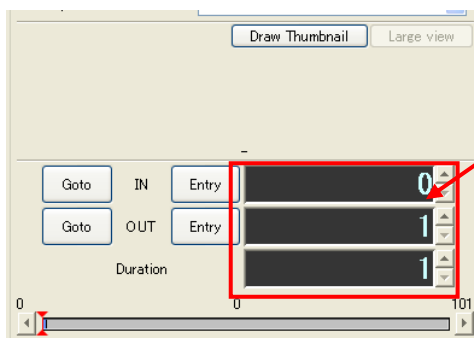 Draw Thumbnail Large view
–
Goto IN Entry 0
Goto OUT Entry 1
Duration 1
0 0 101